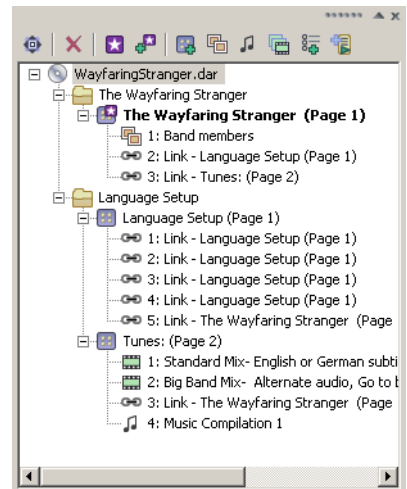 WayfaringStranger.dar
The Wayfaring Stranger
The Wayfaring Stranger (Page 1)
1: Band members
2: Link - Language Setup (Page 1)
3: Link - Tunes: (Page 2)
Language Setup
Language Setup (Page 1)
1: Link - Language Setup (Page 1)
2: Link - Language Setup (Page 1)
3: Link - Language Setup (Page 1)
4: Link - Language Setup (Page 1)
5: Link - The Wayfaring Stranger (Page
Tunes: (Page 2)
1: Standard Mix- English or German subti
2: Big Band Mix- Alternate audio, Go to b
3: Link - The Wayfaring Stranger (Page
4: Music Compilation 1